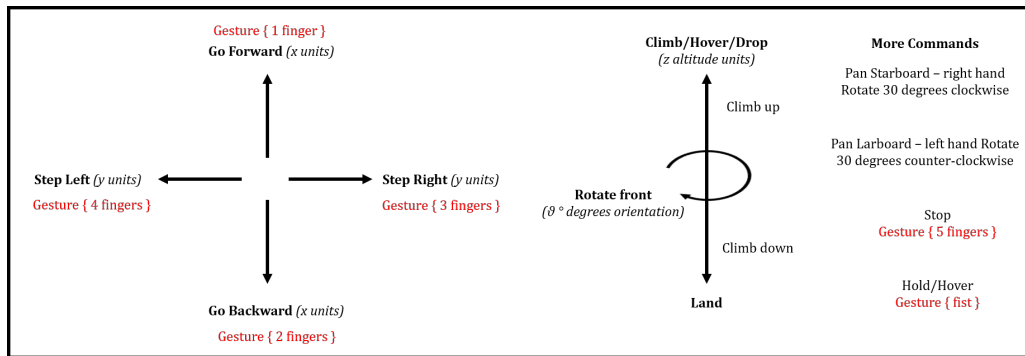 Gesture { 1 finger }
Go Forward (x units)
Step Left (y units)
Gesture { 4 fingers }
Step Right (y units)
Gesture { 3 fingers }
Go Backward (x units)
Gesture { 2 fingers }
Climb/Hover/Drop
(z altitude units)
Climb up
Rotate front
(ϑ ° degrees orientation)
Climb down
Land
More Commands
Pan Starboard – right hand
Rotate 30 degrees clockwise
Pan Larboard – left hand Rotate
30 degrees counter-clockwise
Stop
Gesture { 5 fingers }
Hold/Hover
Gesture { fist }